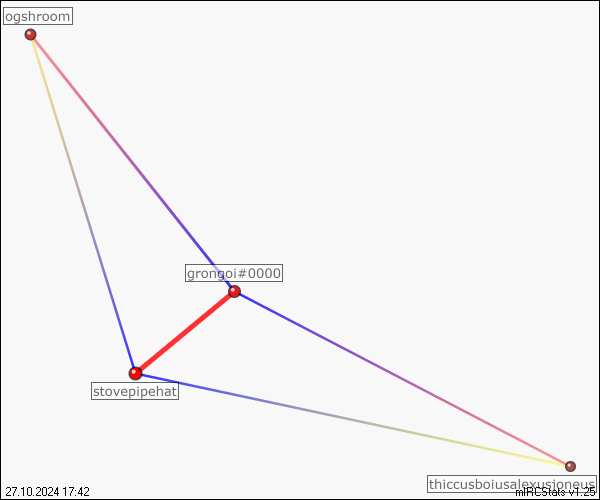 ogshroom
grongoi#0000
stovepipehat
thiccusboiusalexusioneus
27.10.2024 17:42
mIRCStats v1.25